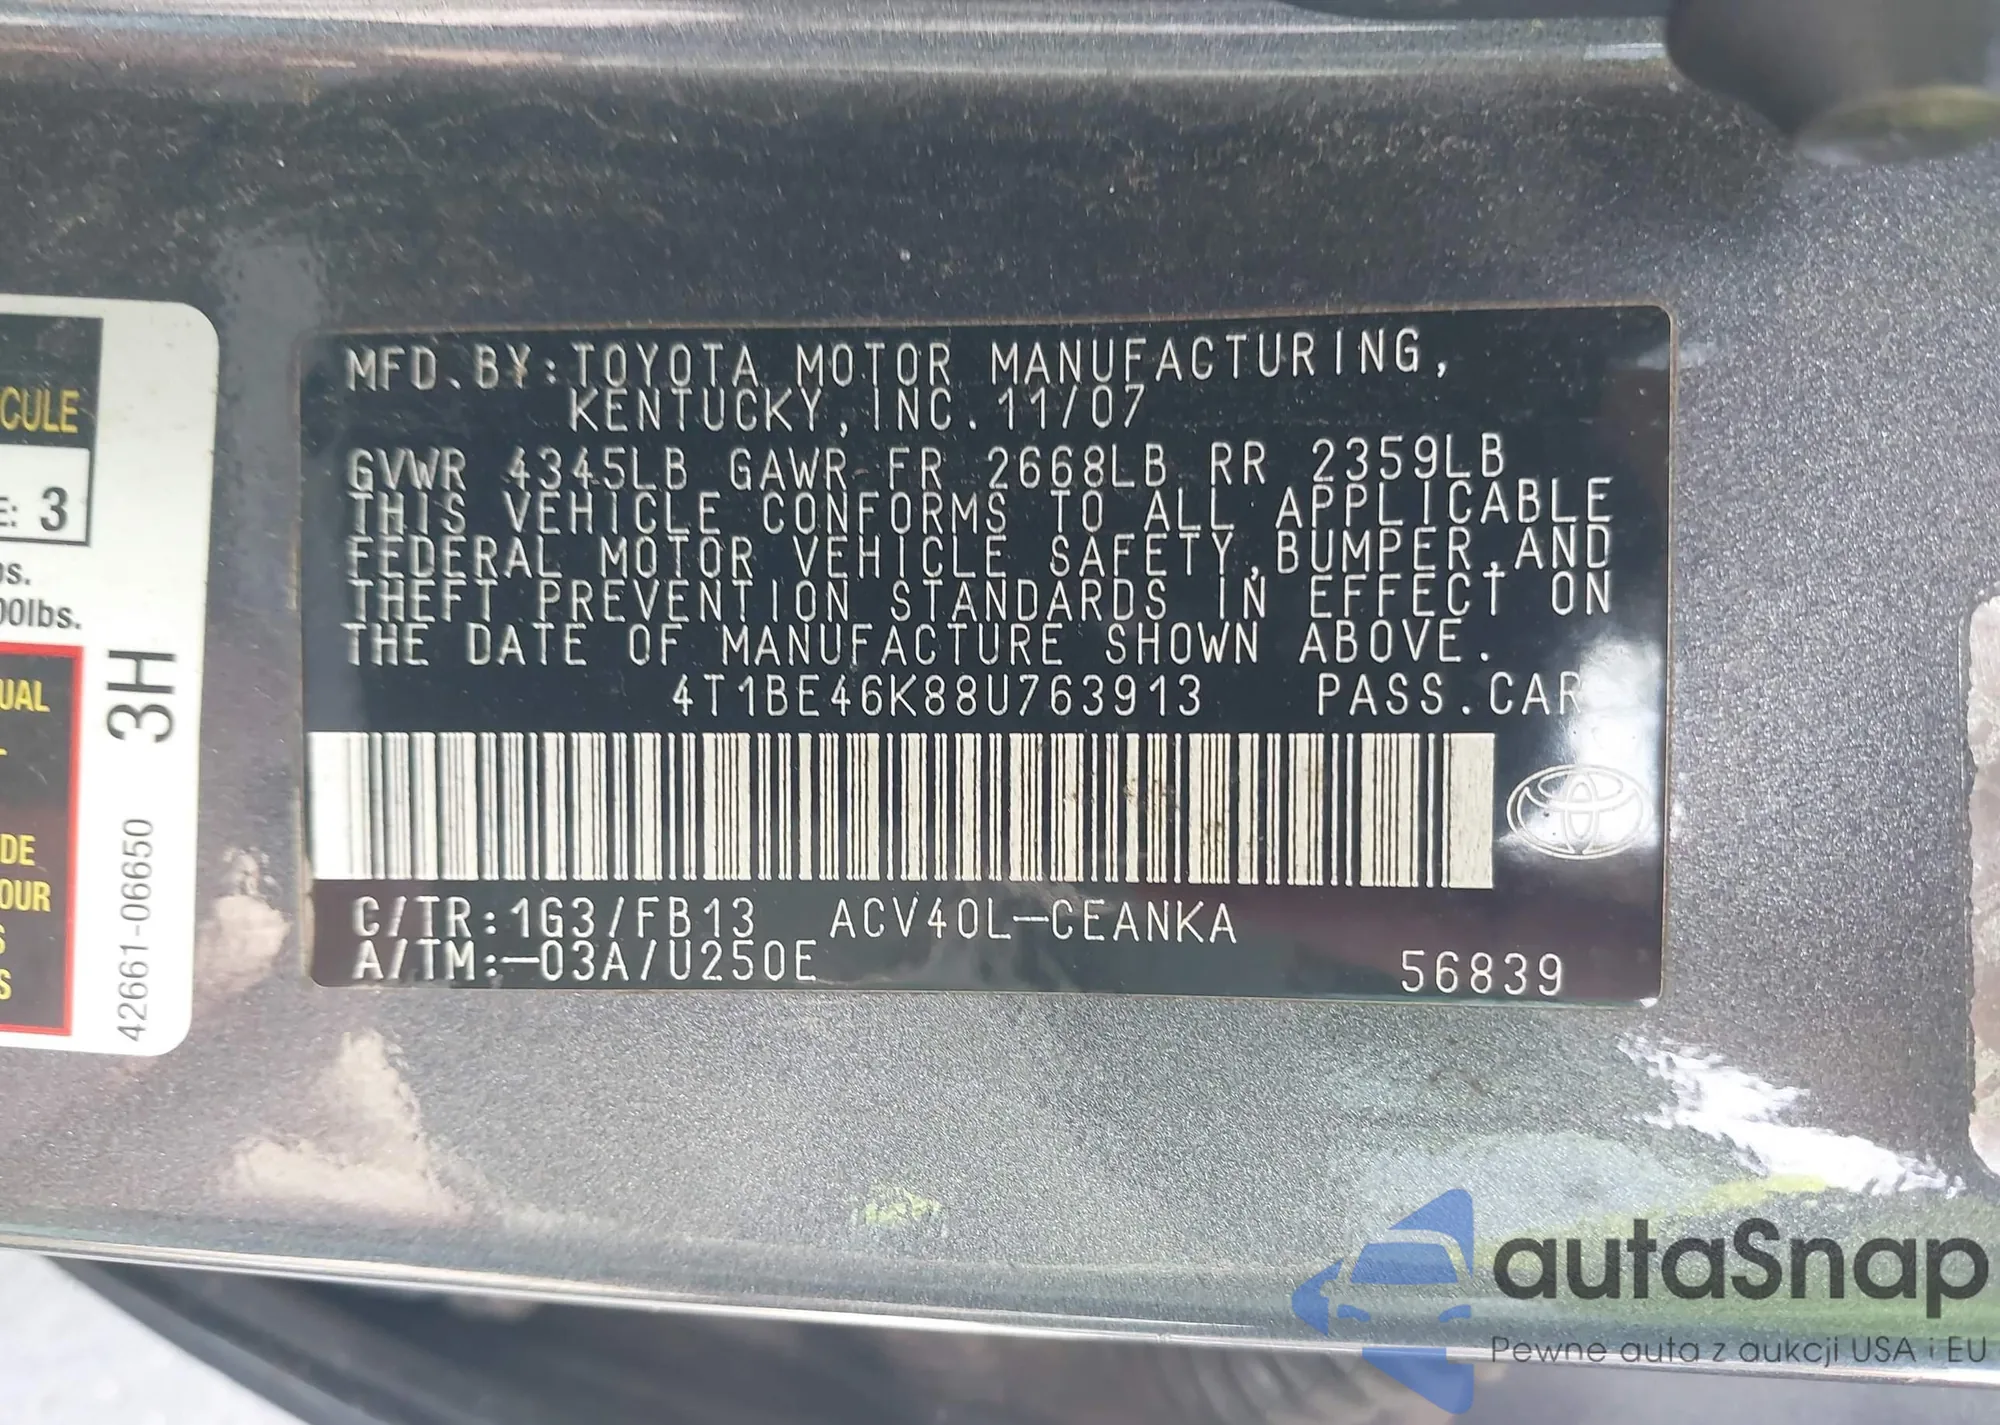 CULE
E: 3
os.
00lbs.
UAL
DE
OUR
S
S
3H
42661-06650
MFD.BY:TOYOTA MOTOR MANUFACTURING,
KENTUCKY,INC.11/07
GVWR 4345LB GAWR FR 2668LB RR 2359LB
THIS VEHICLE CONFORMS TO ALL APPLICABLE
FEDERAL MOTOR VEHICLE SAFETY,BUMPER,AND
THEFT PREVENTION STANDARDS IN EFFECT ON
THE DATE OF MANUFACTURE SHOWN ABOVE.
4T1BE46K88U763913 PASS.CAR
C/TR:1G3/FB13 ACV40L-CEANKA
A/TM:-03A/U250E
56839
autaSnap
Pewne auta z aukcji USA i EU